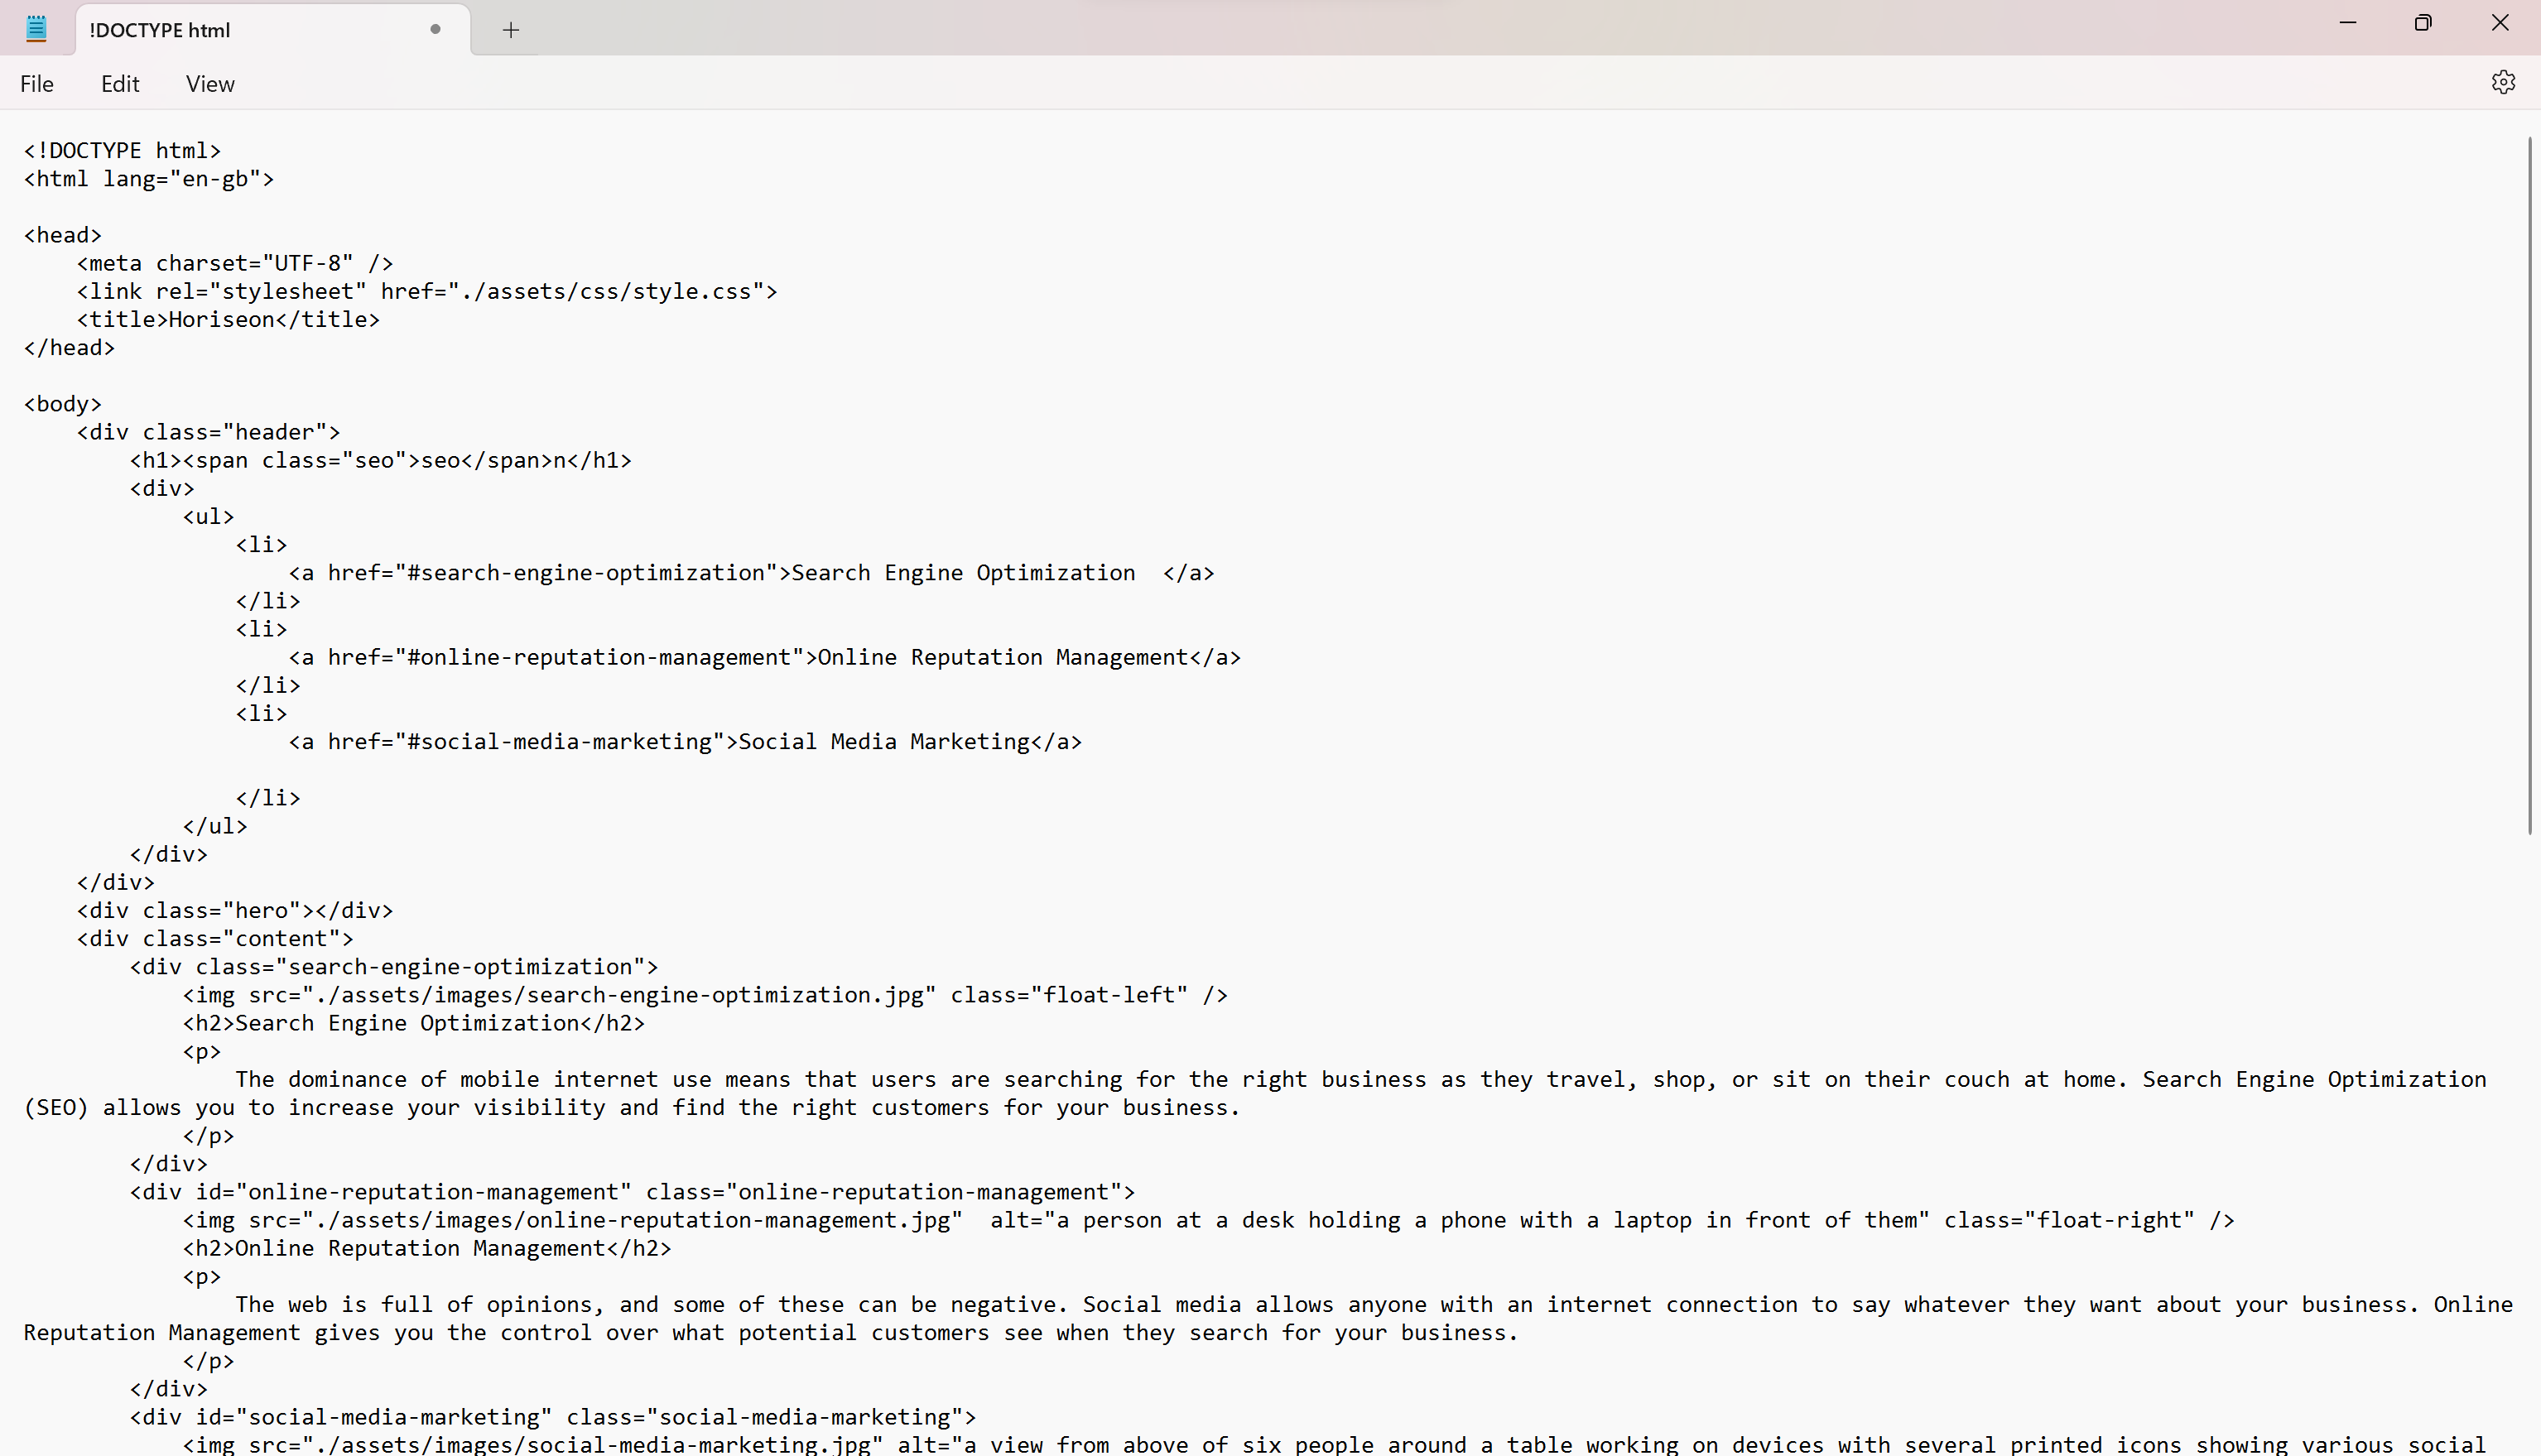 !DOCTYPE html
File Edit View
<!DOCTYPE html>
<html lang="en-gb">

<head>
    <meta charset="UTF-8" />
    <link rel="stylesheet" href="./assets/css/style.css">
    <title>Horiseon</title>
</head>

<body>
    <div class="header">
        <h1><span class="seo">seo</span>n</h1>
        <div>
            <ul>
                <li>
                    <a href="#search-engine-optimization">Search Engine Optimization  </a>
                </li>
                <li>
                    <a href="#online-reputation-management">Online Reputation Management</a>
                </li>
                <li>
                    <a href="#social-media-marketing">Social Media Marketing</a>

                </li>
            </ul>
        </div>
    </div>
    <div class="hero"></div>
    <div class="content">
        <div class="search-engine-optimization">
            <img src="./assets/images/search-engine-optimization.jpg" class="float-left" />
            <h2>Search Engine Optimization</h2>
            <p>
                The dominance of mobile internet use means that users are searching for the right business as they travel, shop, or sit on their couch at home. Search Engine Optimization
(SEO) allows you to increase your visibility and find the right customers for your business.
            </p>
        </div>
        <div id="online-reputation-management" class="online-reputation-management">
            <img src="./assets/images/online-reputation-management.jpg"  alt="a person at a desk holding a phone with a laptop in front of them" class="float-right" />
            <h2>Online Reputation Management</h2>
            <p>
                The web is full of opinions, and some of these can be negative. Social media allows anyone with an internet connection to say whatever they want about your business. Online
Reputation Management gives you the control over what potential customers see when they search for your business.
            </p>
        </div>
        <div id="social-media-marketing" class="social-media-marketing">
            <img src="./assets/images/social-media-marketing.jpg" alt="a view from above of six people around a table working on devices with several printed icons showing various social